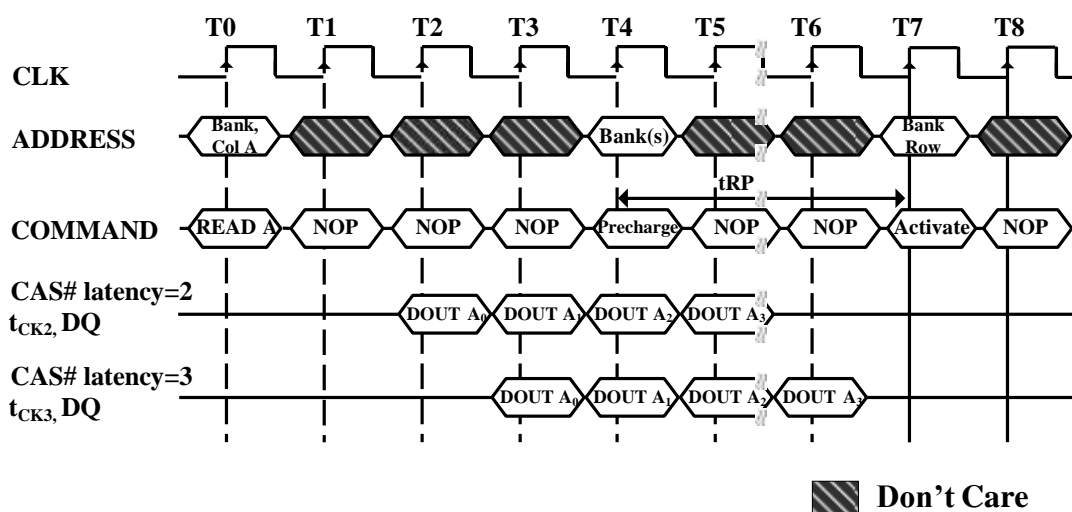 T0 T1 T2 T3 T4 T5 T6 T7 T8
CLK
ADDRESS Bank, Col A Bank(s) Bank Row
tRP
COMMAND READ A NOP NOP NOP Precharge NOP NOP Activate NOP
CAS# latency=2
tCK2, DQ DOUT A0 DOUT A1 DOUT A2 DOUT A3
CAS# latency=3
tCK3, DQ DOUT A0 DOUT A1 DOUT A2 DOUT A3
Don't Care